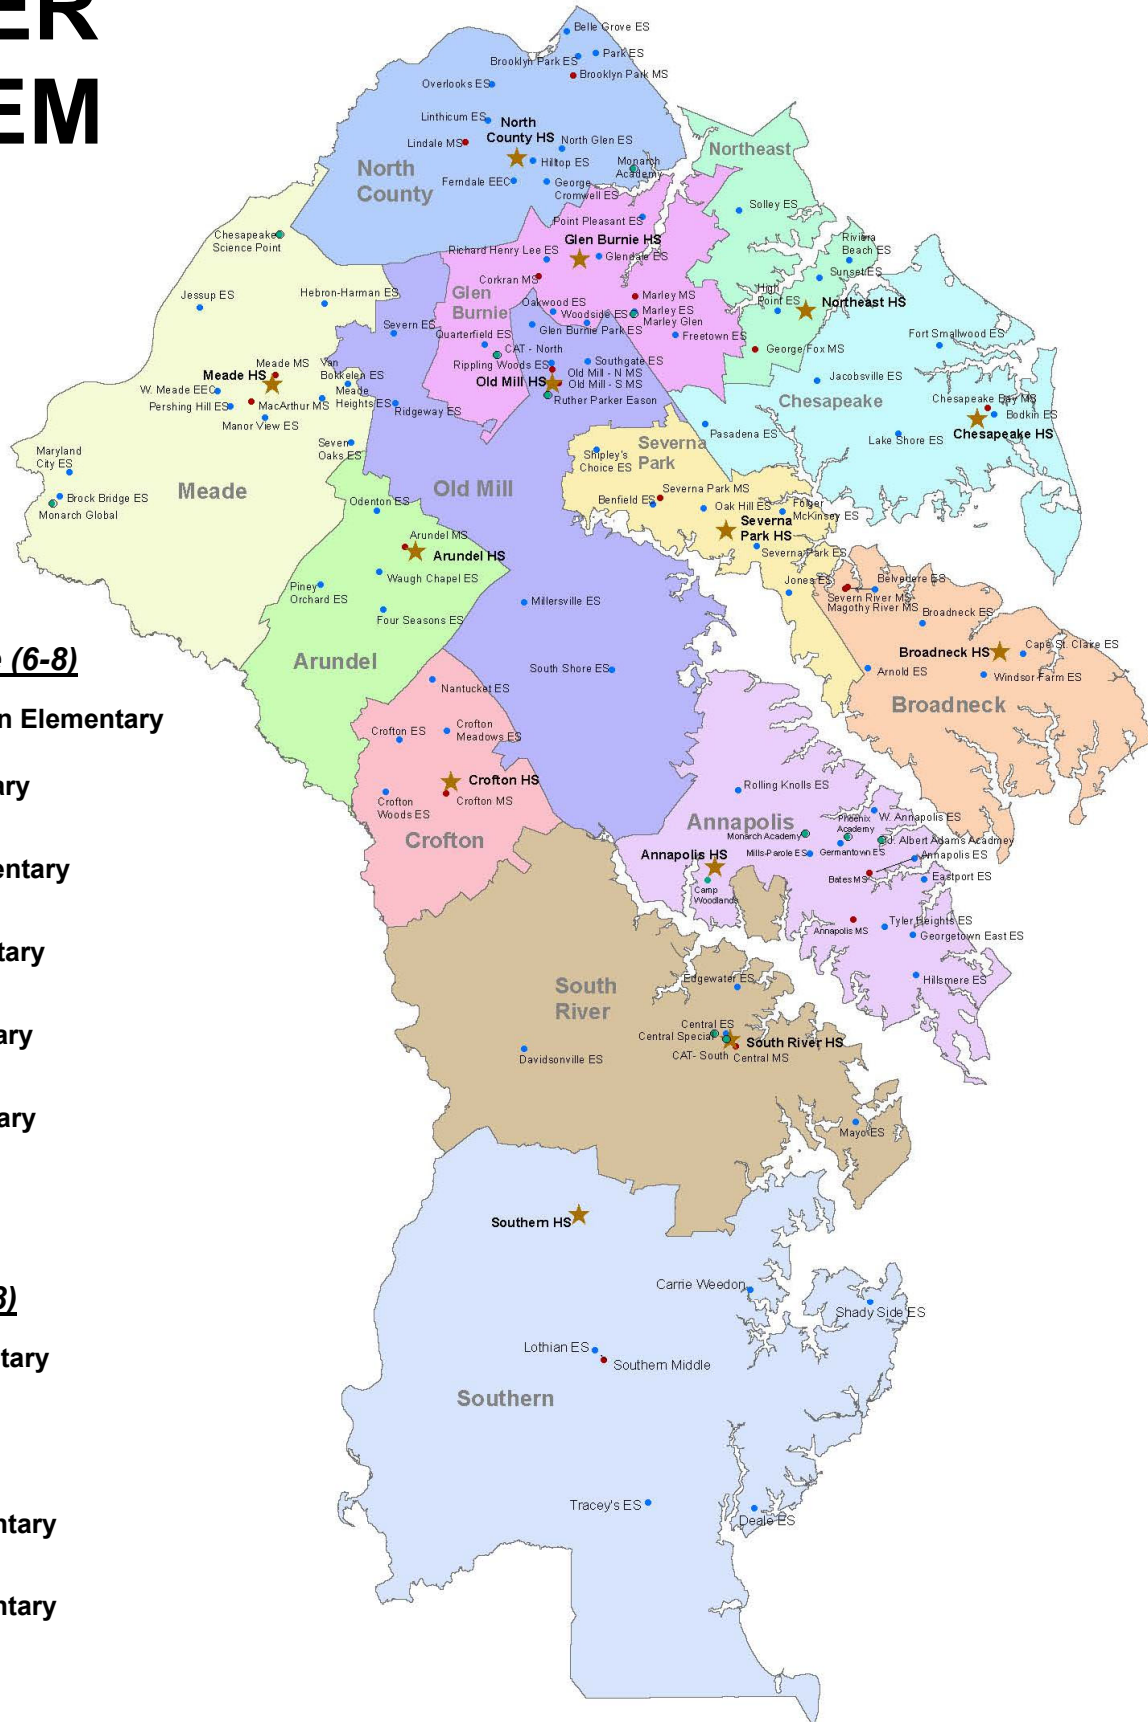 ER
EM
Belle Grove ES
Brooklyn Park ES
Park ES
Brooklyn Park MS
Overlooks ES
Linthicum ES
North
County HS
Lindale MS
North Glen ES
Hilltop ES
Monarch
Academy
Ferndale EEC
George
Cromwell ES
North
County
Northeast
Solley ES
Riviera
Beach ES
Sunset ES
High
Point ES
Northeast HS
George Fox MS
Point Pleasant ES
Glen Burnie HS
Richard Henry Lee ES
Glendale ES
Corkran MS
Glen
Burnie
Oakwood ES
Woodside ES
Marley MS
Marley ES
Marley Glen
Glen Burnie Park ES
Freetown ES
Quarterfield ES
CAT - North
Rippling Woods ES
Southgate ES
Old Mill - N MS
Old Mill HS
Old Mill - S MS
Ruther Parker Eason
Chesapeake
Science Point
Jessup ES
Hebron-Harman ES
Severn ES
Meade MS
Van
Bokkelen ES
Meade HS
W. Meade EEC
Meade
Heights ES
Pershing Hill ES
MacArthur MS
Manor View ES
Ridgeway ES
Seven
Oaks ES
Maryland
City ES
Brock Bridge ES
Monarch Global
Meade
Old Mill
Fort Smallwood ES
Jacobsville ES
Chesapeake
Chesapeake Bay MS
Bodkin ES
Chesapeake HS
Lake Shore ES
Pasadena ES
Severna
Park
Shipley's
Choice ES
Severna Park MS
Benfield ES
Oak Hill ES
Folger
McKinsey ES
Severna
Park HS
Severna Park ES
Jones ES
Odenton ES
Arundel MS
Arundel HS
Waugh Chapel ES
Piney
Orchard ES
Four Seasons ES
Arundel
Millersville ES
South Shore ES
Belvedere ES
Severn River MS
Magothy River MS
Broadneck ES
Broadneck HS
Cape St. Claire ES
Arnold ES
Windsor Farm ES
Broadneck
e (6-8)
n Elementary
ary
entary
tary
ary
ary
8)
tary
ntary
ntary
Nantucket ES
Crofton ES
Crofton
Meadows ES
Crofton HS
Crofton MS
Crofton
Woods ES
Crofton
Rolling Knolls ES
Annapolis
W. Annapolis ES
Phoenix
Academy
Monarch Academy
J. Albert Adams Acadmey
Mills-Parole ES
Germantown ES
Annapolis HS
Annapolis ES
Bates MS
Eastport ES
Camp
Woodlands
Annapolis MS
Tyler Heights ES
Georgetown East ES
Hillsmere ES
South
River
Edgewater ES
Central ES
Central Special
South River HS
CAT- South
Central MS
Davidsonville ES
Mayo ES
Southern HS
Carrie Weedon
Shady Side ES
Lothian ES
Southern Middle
Southern
Tracey's ES
Deale ES